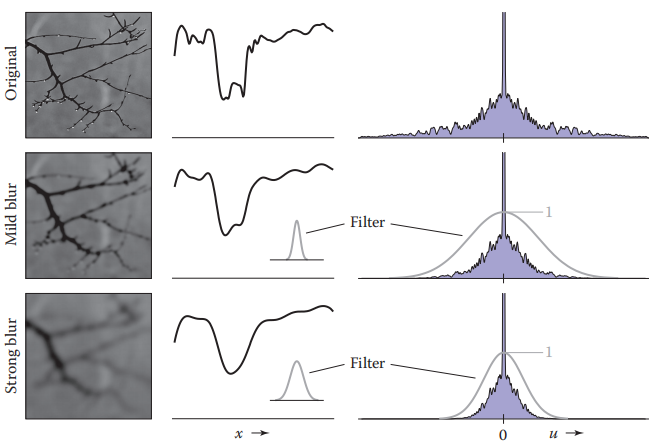 Original
Mild blur
1
Filter
Strong blur
1
Filter
x
0
u